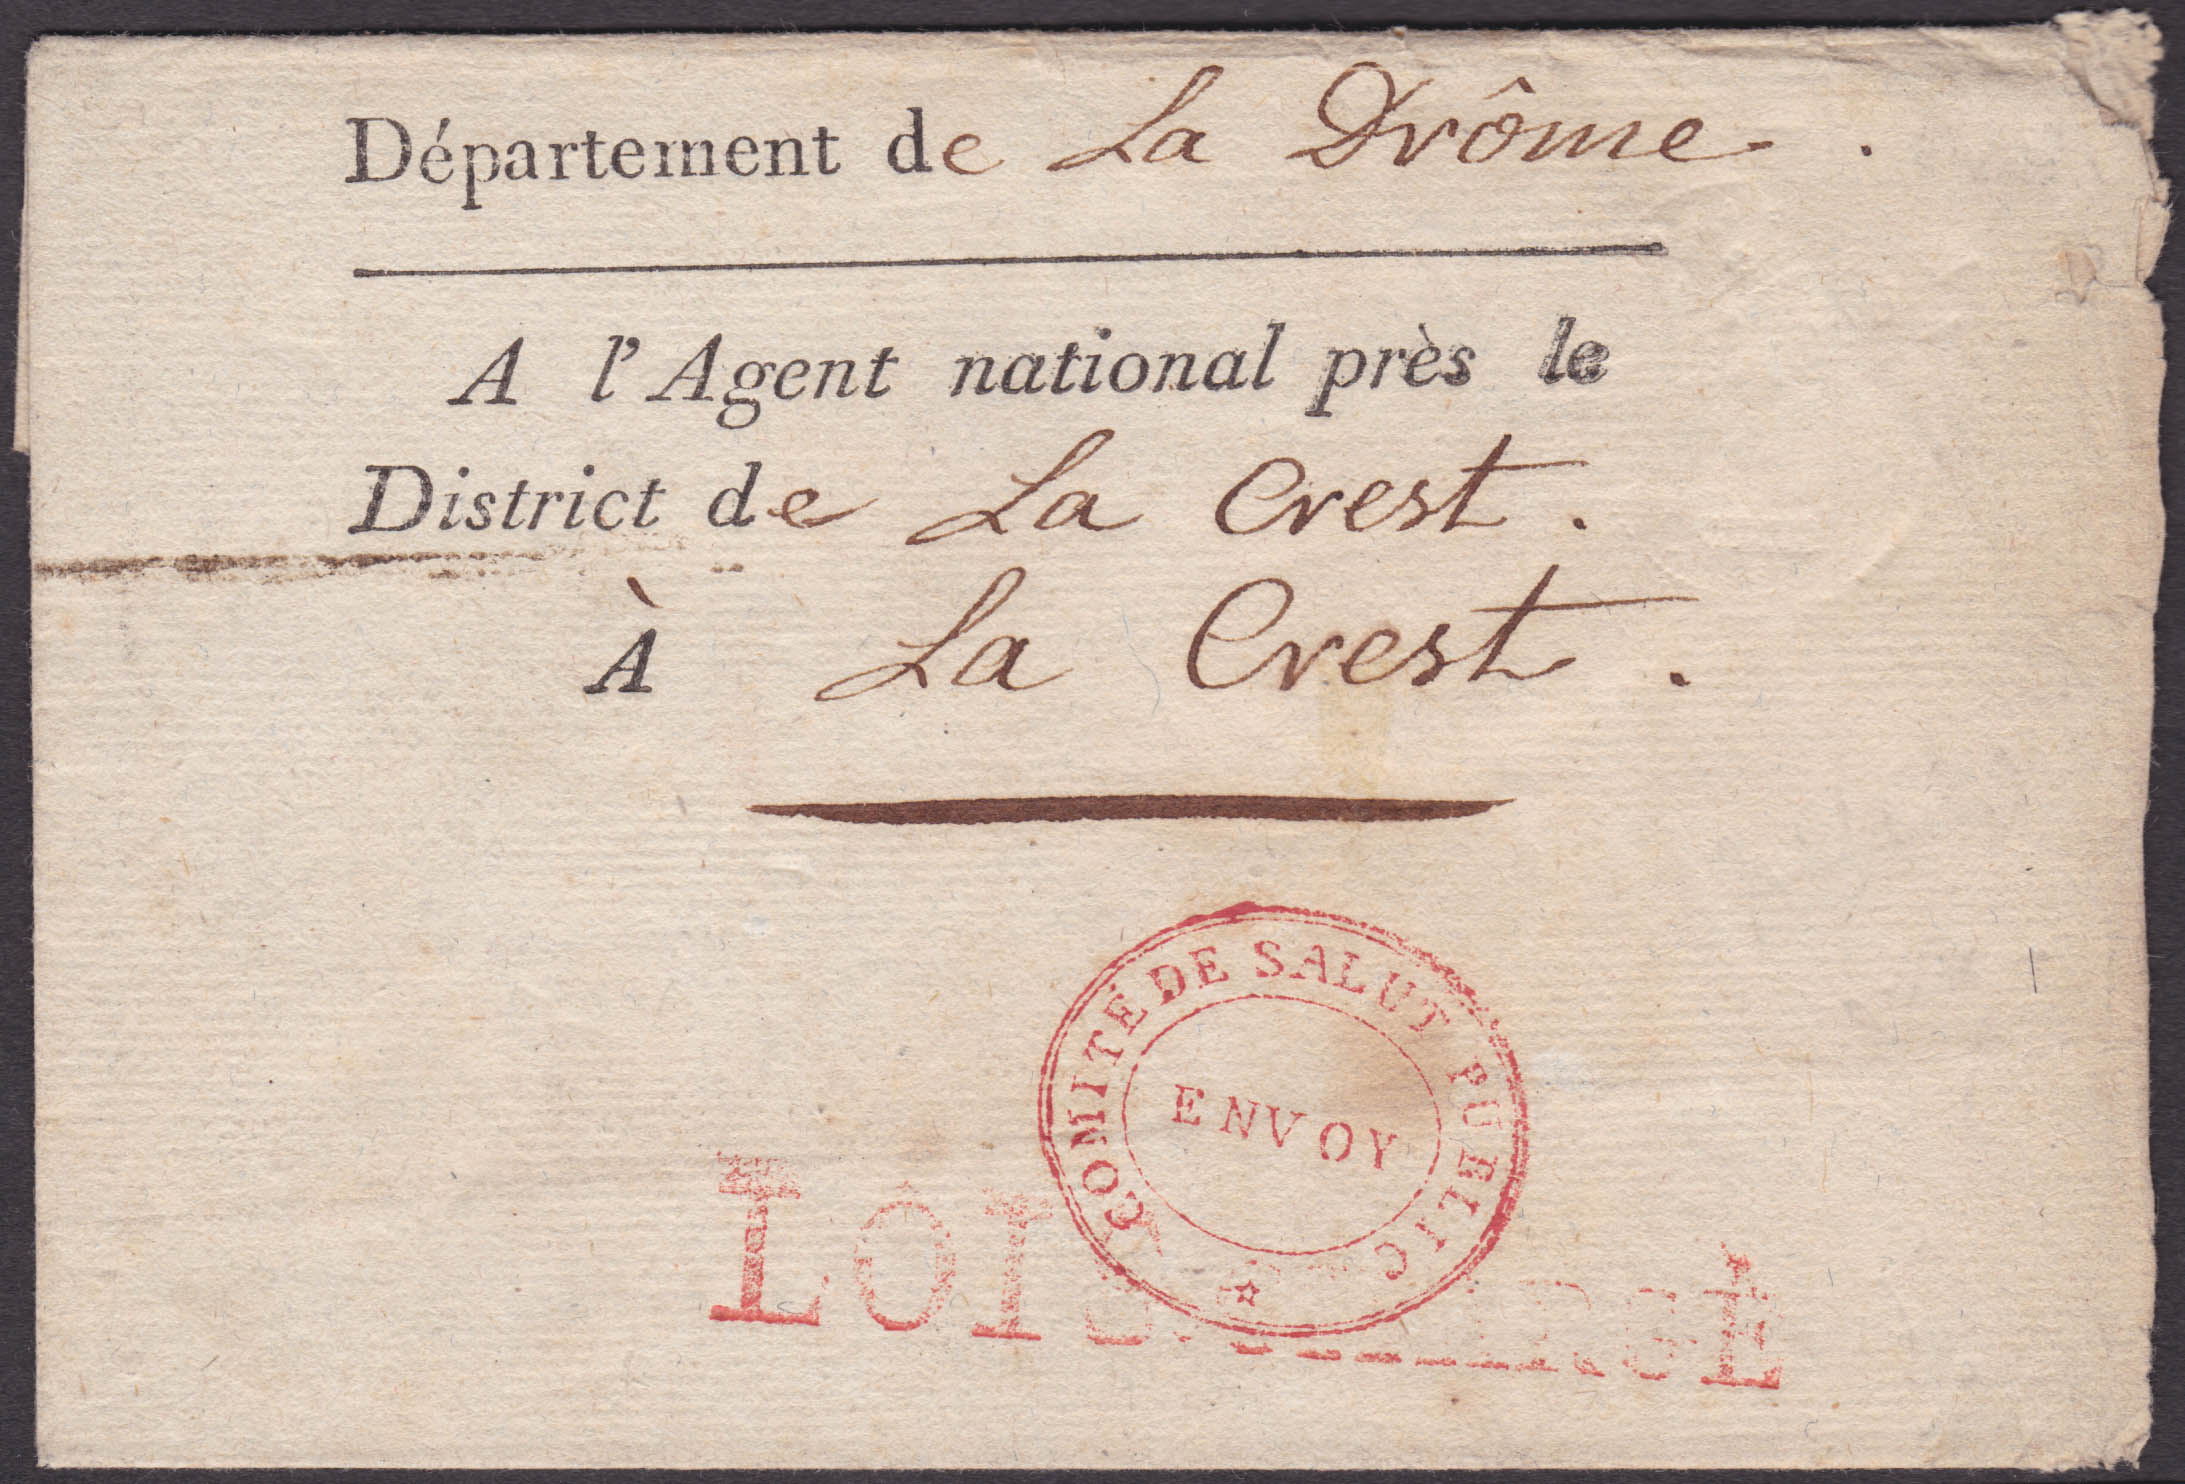 Département de La Drôme.
A l'Agent national près le
District de La Crest.
À La Crest.
COMITÉ DE SALUT PUBLIC
ENVOY